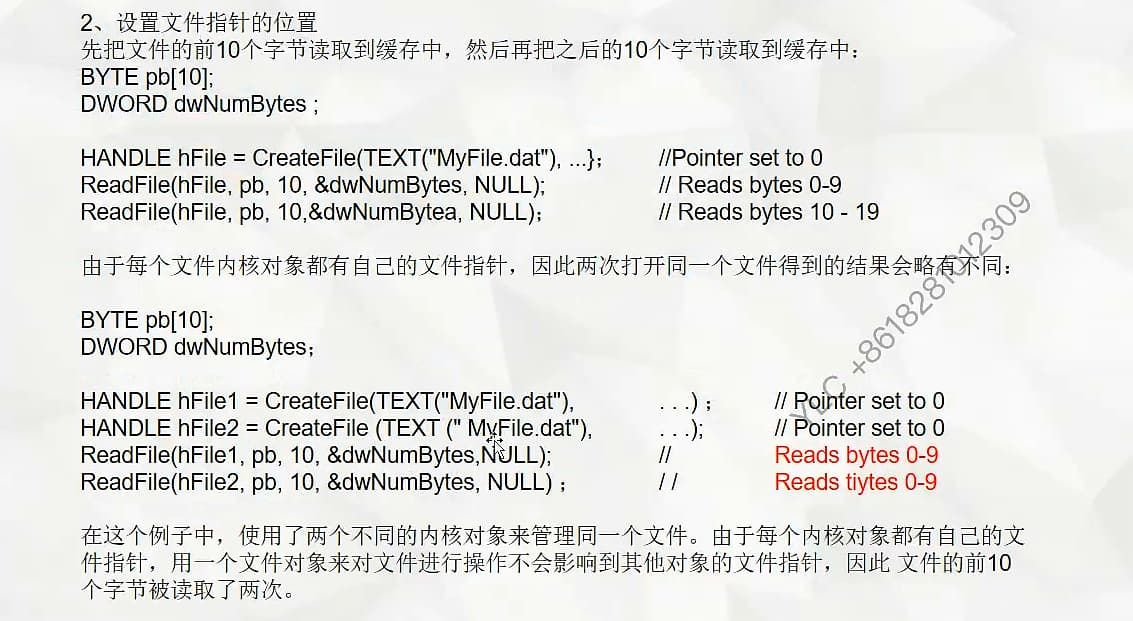 2、设置文件指针的位置
先把文件的前10个字节读取到缓存中，然后再把之后的10个字节读取到缓存中：
BYTE pb[10];
DWORD dwNumBytes ;
HANDLE hFile = CreateFile(TEXT("MyFile.dat"), ...}; //Pointer set to 0
ReadFile(hFile, pb, 10, &dwNumBytes, NULL); // Reads bytes 0-9
ReadFile(hFile, pb, 10,&dwNumBytea, NULL)； // Reads bytes 10 - 19
由于每个文件内核对象都有自己的文件指针，因此两次打开同一个文件得到的结果会略有不同：
BYTE pb[10];
DWORD dwNumBytes；
HANDLE hFile1 = CreateFile(TEXT("MyFile.dat"), . . .) ； // Pointer set to 0
HANDLE hFile2 = CreateFile (TEXT (" MyFile.dat"), . . .); // Pointer set to 0
ReadFile(hFile1, pb, 10, &dwNumBytes,NULL); // Reads bytes 0-9
ReadFile(hFile2, pb, 10, &dwNumBytes, NULL) ； / / Reads tiytes 0-9
在这个例子中，使用了两个不同的内核对象来管理同一个文件。由于每个内核对象都有自己的文
件指针，用一个文件对象来对文件进行操作不会影响到其他对象的文件指针，因此 文件的前10
个字节被读取了两次。
YLC +8618281012309